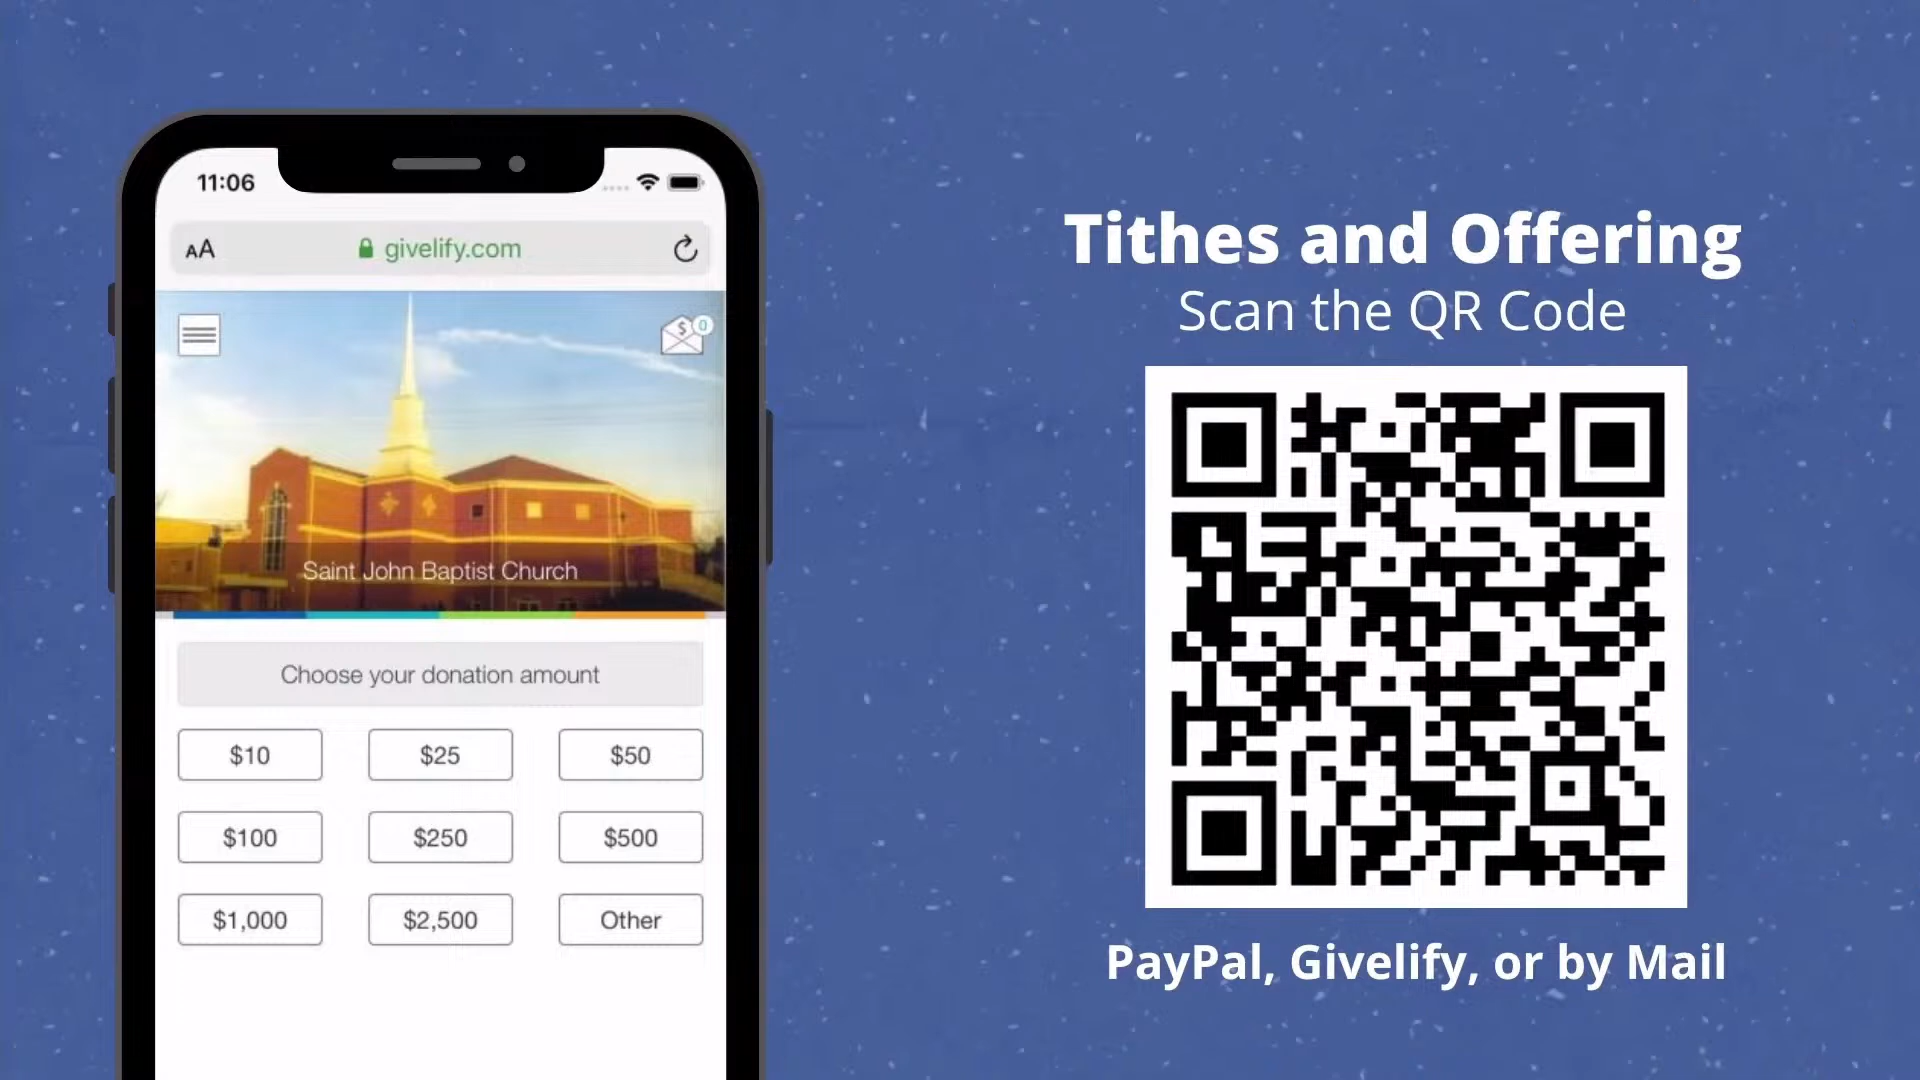 11:06
AA
givelify.com
$ 0
Saint John Baptist Church
Choose your donation amount
$10
$25
$50
$100
$250
$500
$1,000
$2,500
Other
Tithes and Offering
Scan the QR Code
PayPal, Givelify, or by Mail